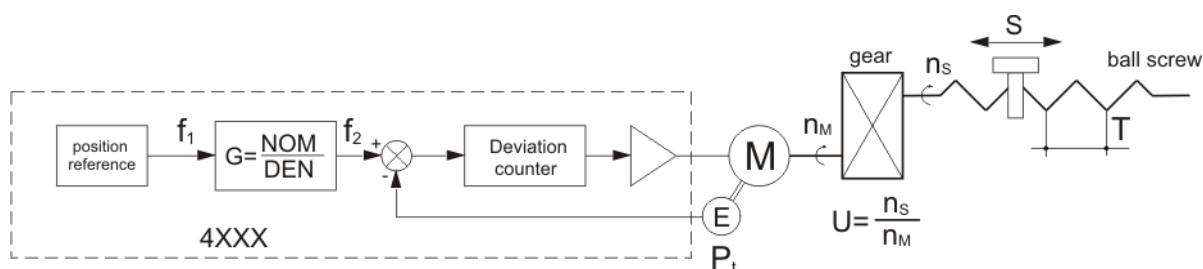 S
gear
nS
ball screw
position
reference
f1
G=NOM/DEN
f2
+
-
Deviation
counter
M
nM
T
E
U=nS/nM
4XXX
Pt